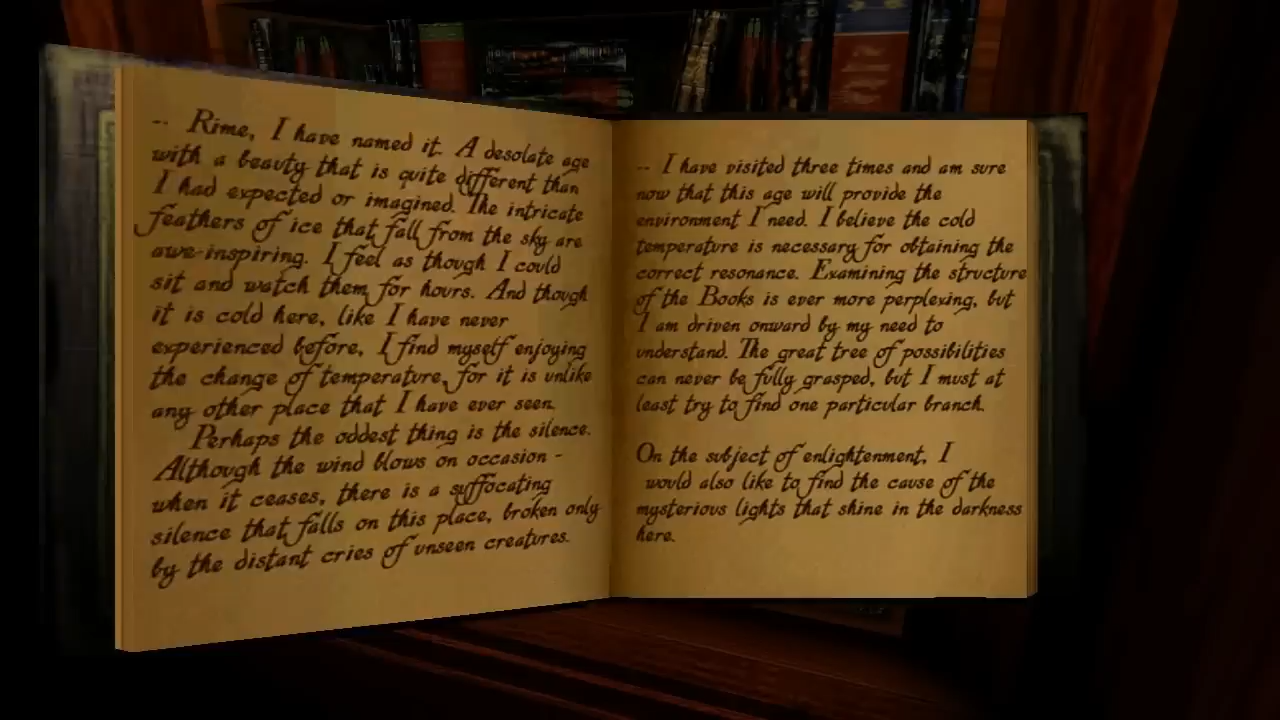 -- Rime, I have named it. A desolate age
with a beauty that is quite different than
I had expected or imagined. The intricate
feathers of ice that fall from the sky are
awe-inspiring. I feel as though I could
sit and watch them for hours. And though
it is cold here, like I have never
experienced before, I find myself enjoying
the change of temperature, for it is unlike
any other place that I have ever seen.
Perhaps the oddest thing is the silence.
Although the wind blows on occasion -
when it ceases, there is a suffocating
silence that falls on this place, broken only
by the distant cries of unseen creatures.
-- I have visited three times and am sure
now that this age will provide the
environment I need. I believe the cold
temperature is necessary for obtaining the
correct resonance. Examining the structure
of the Books is ever more perplexing, but
I am driven onward by my need to
understand. The great tree of possibilities
can never be fully grasped, but I must at
least try to find one particular branch.
On the subject of enlightenment, I
would also like to find the cause of the
mysterious lights that shine in the darkness
here.